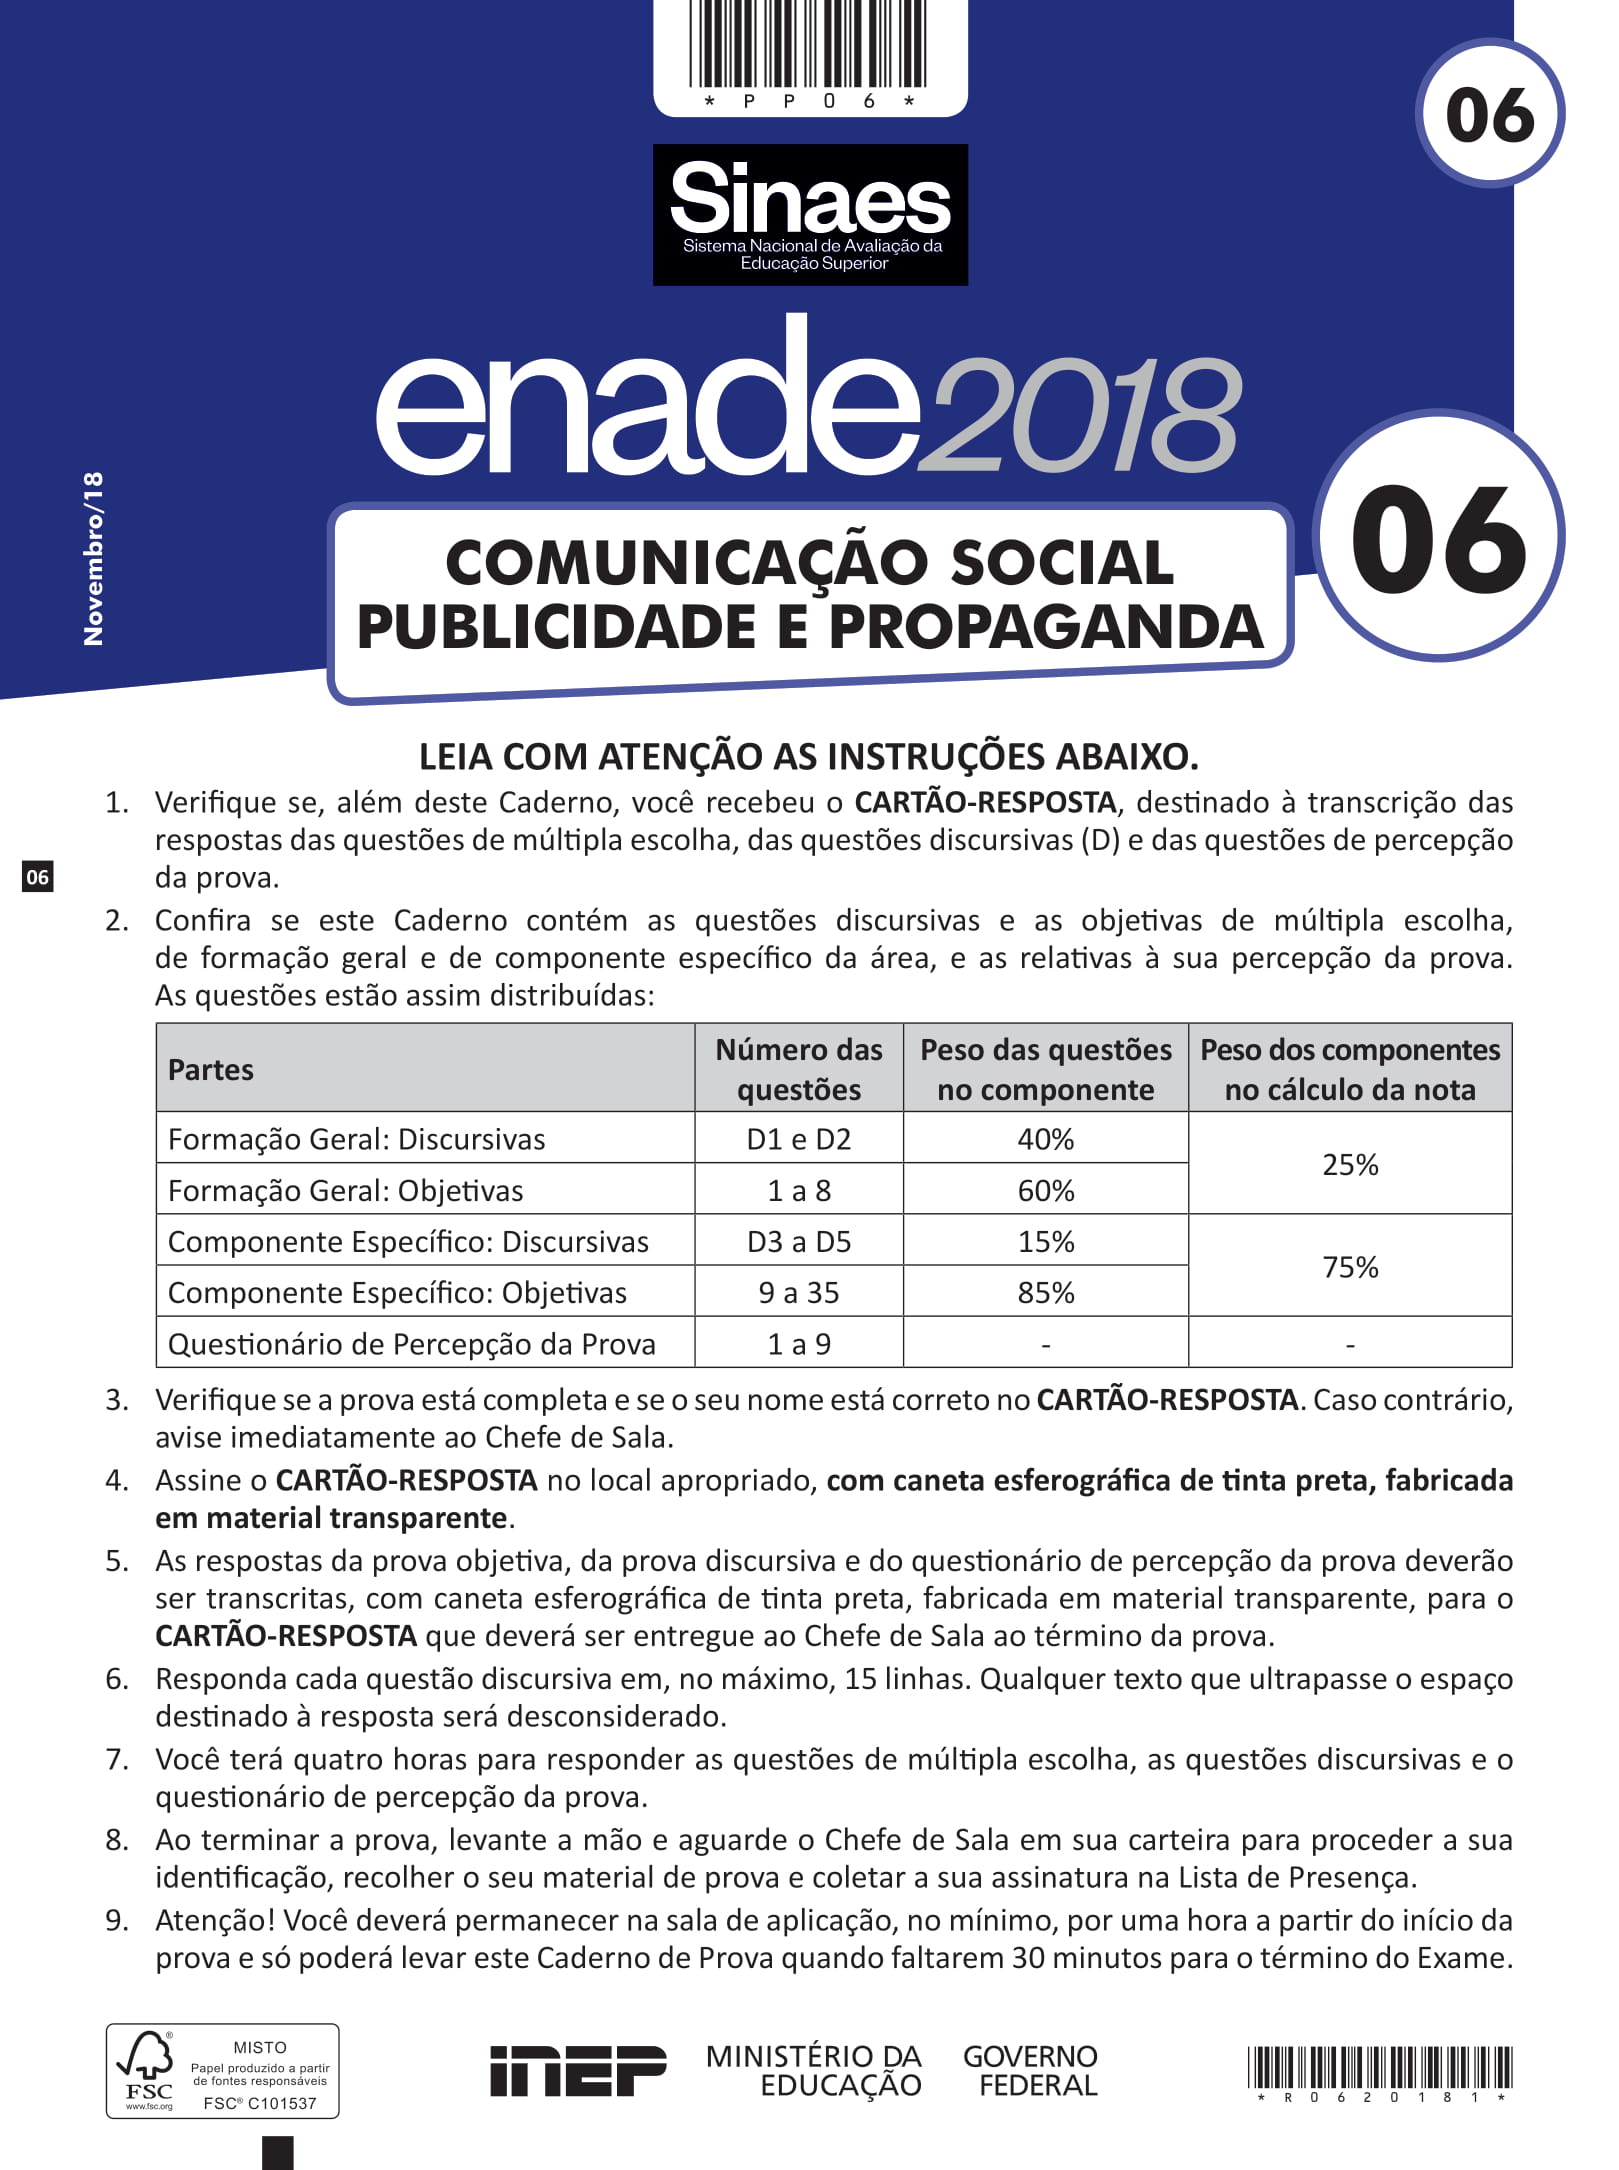 * P P 0 6 *
06
Sinaes
Sistema Nacional de Avaliação da
Educação Superior
enade2018
Novembro/18
06
COMUNICAÇÃO SOCIAL
PUBLICIDADE E PROPAGANDA
LEIA COM ATENÇÃO AS INSTRUÇÕES ABAIXO.
1. Verifique se, além deste Caderno, você recebeu o CARTÃO-RESPOSTA, destinado à transcrição das
respostas das questões de múltipla escolha, das questões discursivas (D) e das questões de percepção
da prova.
06
2. Confira se este Caderno contém as questões discursivas e as objetivas de múltipla escolha,
de formação geral e de componente específico da área, e as relativas à sua percepção da prova.
As questões estão assim distribuídas:
Partes
Número das
questões
Peso das questões
no componente
Peso dos componentes
no cálculo da nota
Formação Geral: Discursivas D1 e D2 40%
25%
Formação Geral: Objetivas 1 a 8 60%
Componente Específico: Discursivas D3 a D5 15%
75%
Componente Específico: Objetivas 9 a 35 85%
Questionário de Percepção da Prova 1 a 9 - -
3. Verifique se a prova está completa e se o seu nome está correto no CARTÃO-RESPOSTA. Caso contrário,
avise imediatamente ao Chefe de Sala.
4. Assine o CARTÃO-RESPOSTA no local apropriado, com caneta esferográfica de tinta preta, fabricada
em material transparente.
5. As respostas da prova objetiva, da prova discursiva e do questionário de percepção da prova deverão
ser transcritas, com caneta esferográfica de tinta preta, fabricada em material transparente, para o
CARTÃO-RESPOSTA que deverá ser entregue ao Chefe de Sala ao término da prova.
6. Responda cada questão discursiva em, no máximo, 15 linhas. Qualquer texto que ultrapasse o espaço
destinado à resposta será desconsiderado.
7. Você terá quatro horas para responder as questões de múltipla escolha, as questões discursivas e o
questionário de percepção da prova.
8. Ao terminar a prova, levante a mão e aguarde o Chefe de Sala em sua carteira para proceder a sua
identificação, recolher o seu material de prova e coletar a sua assinatura na Lista de Presença.
9. Atenção! Você deverá permanecer na sala de aplicação, no mínimo, por uma hora a partir do início da
prova e só poderá levar este Caderno de Prova quando faltarem 30 minutos para o término do Exame.
®
FSC
www.fsc.org
MISTO
Papel produzido a partir
de fontes responsáveis
FSC® C101537
INEP
MINISTÉRIO DA
EDUCAÇÃO
GOVERNO
FEDERAL
* R 0 6 2 0 1 8 1 *